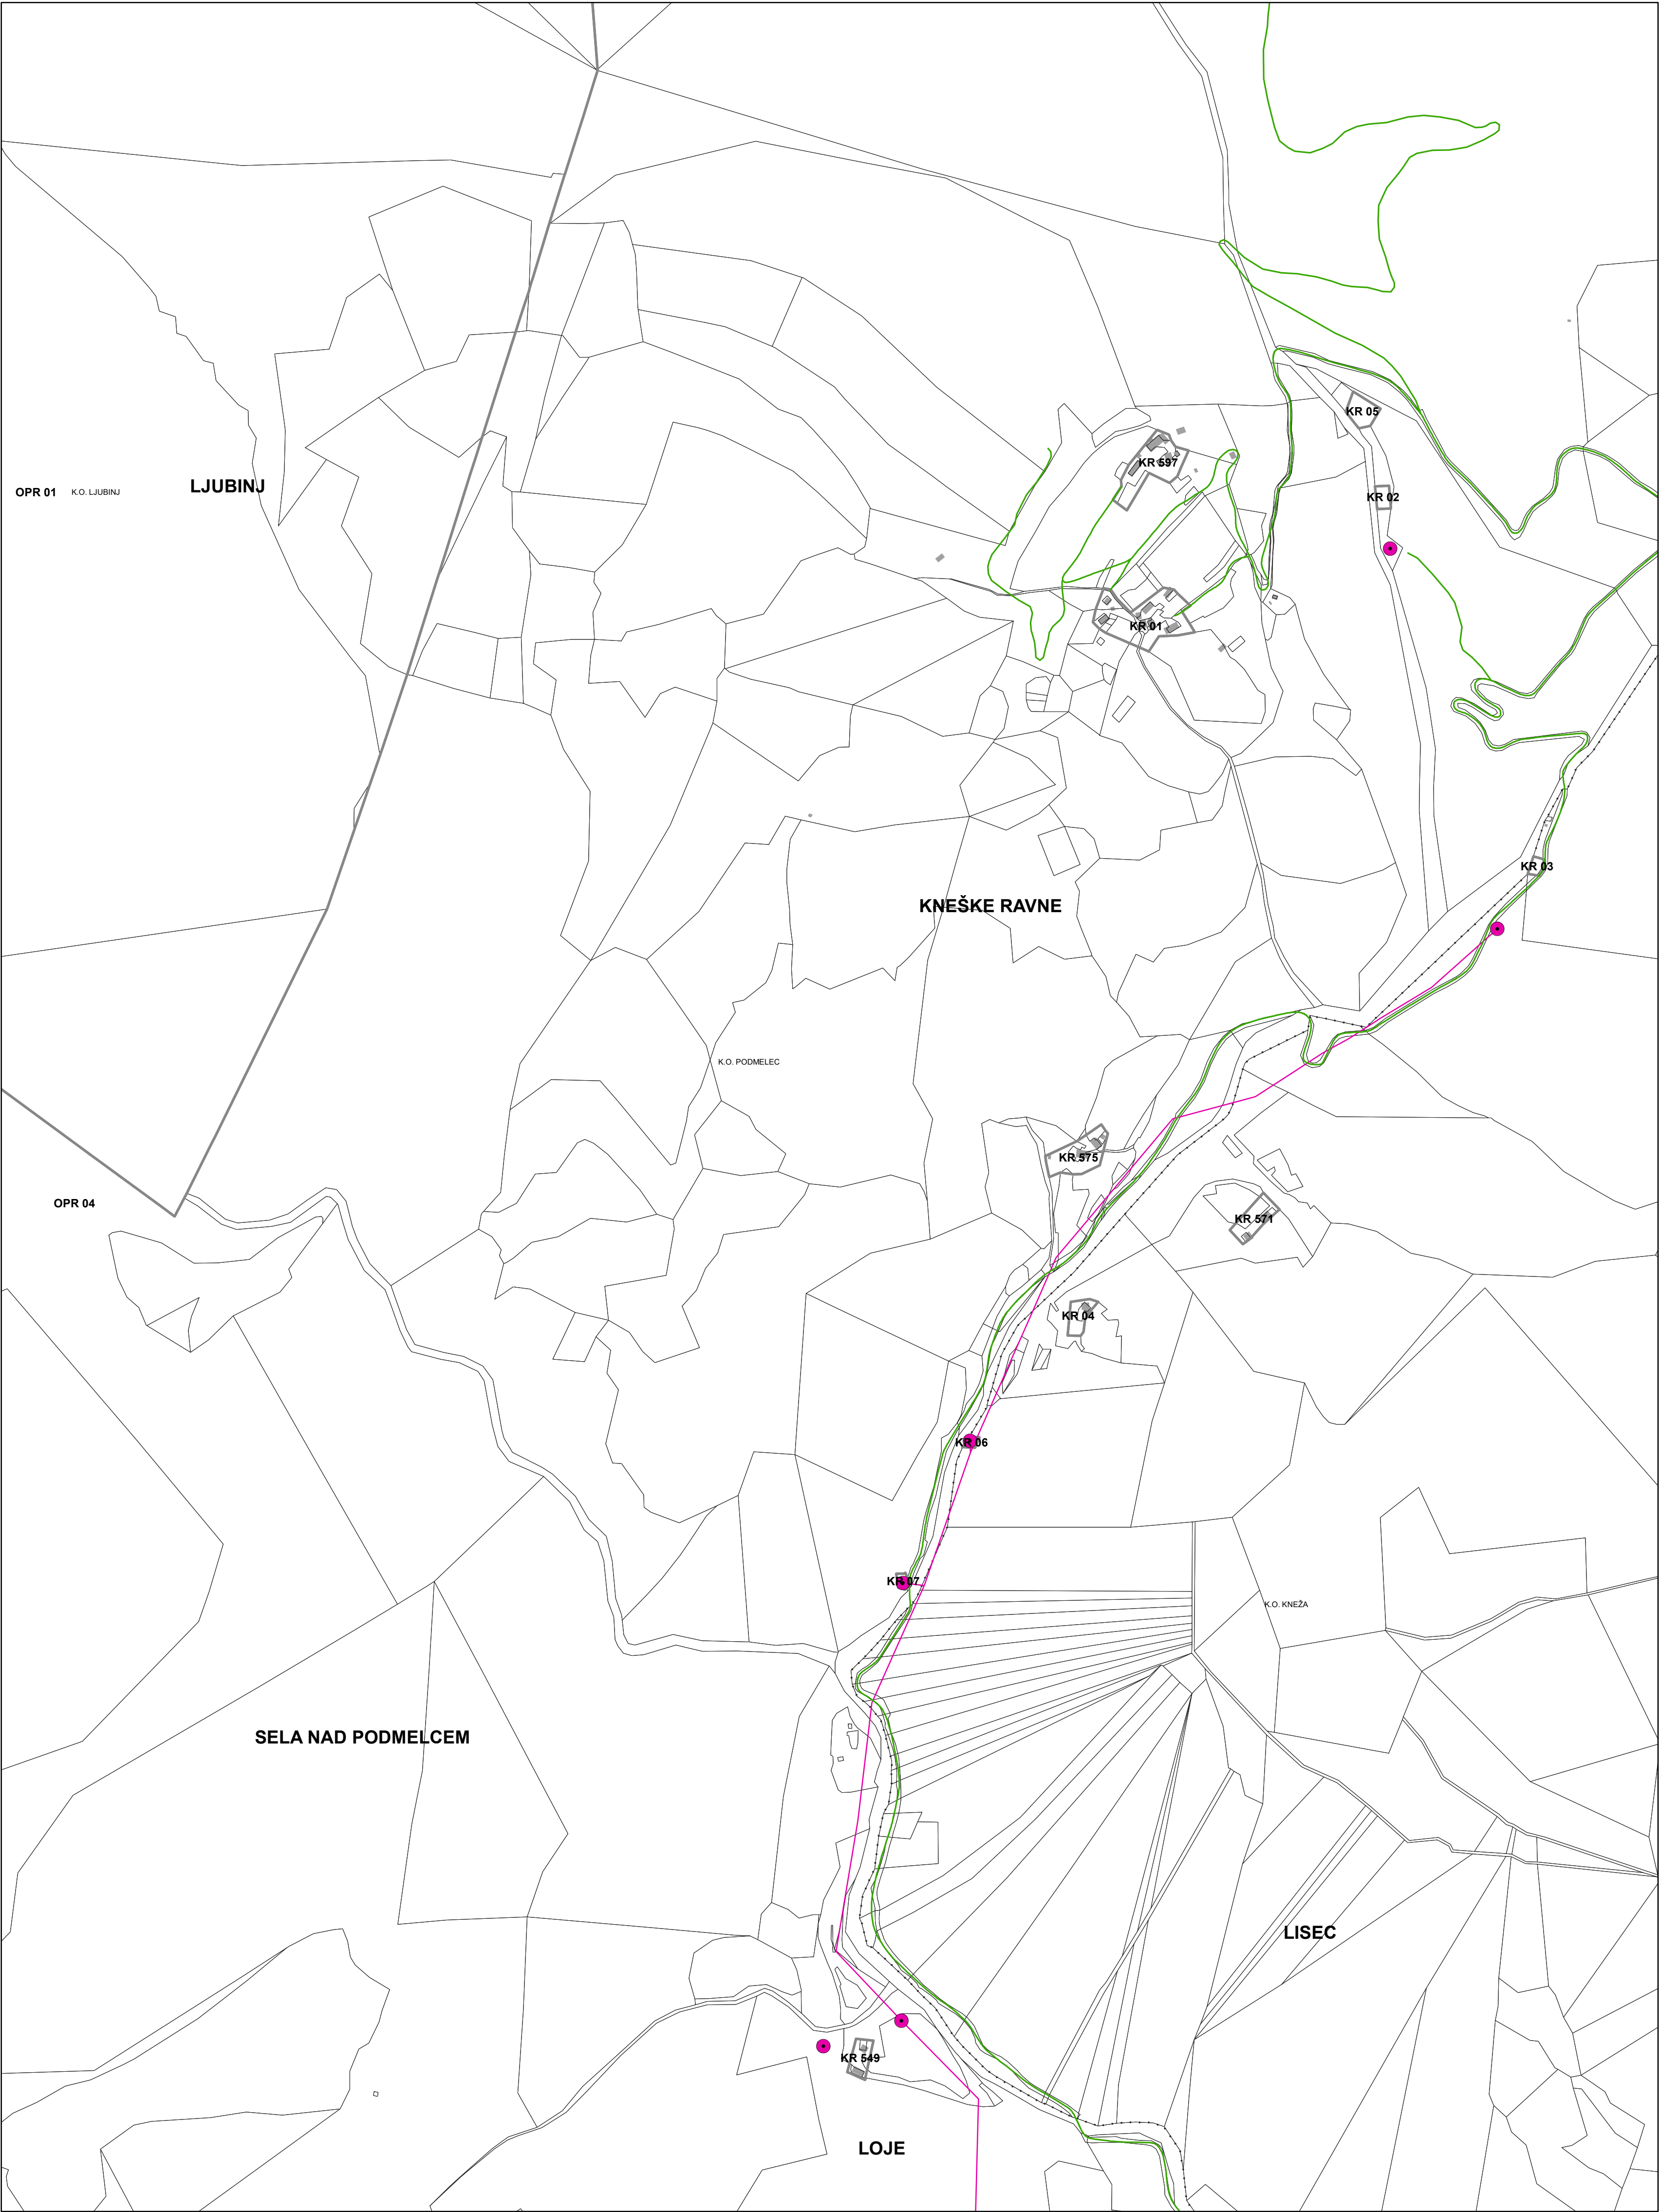 KR 05
KR 597
LJUBINJ
OPR 01 K.O. LJUBINJ
KR 02
KR 01
KR 03
KNEŠKE RAVNE
K.O. PODMELEC
KR 575
OPR 04
KR 571
KR 04
KR 06
KR 07
K.O. KNEŽA
SELA NAD PODMELCEM
LISEC
KR 549
LOJE